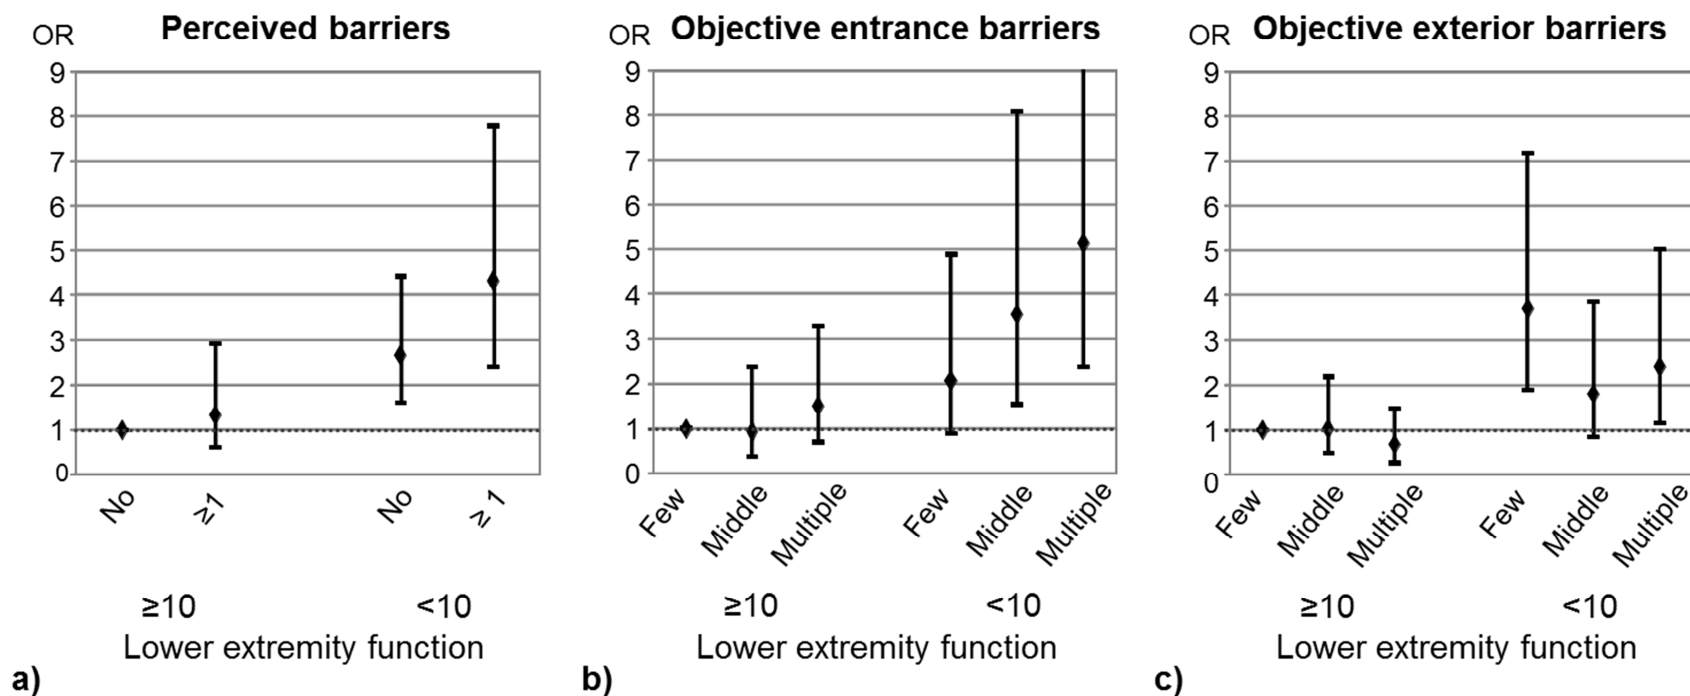 OR Perceived barriers
9
8
7
6
5
4
3
2
1
0
No ≥1 No ≥1
≥10 <10
Lower extremity function
a)
OR Objective entrance barriers
9
8
7
6
5
4
3
2
1
0
Few Middle Multiple Few Middle Multiple
≥10 <10
Lower extremity function
b)
OR Objective exterior barriers
9
8
7
6
5
4
3
2
1
0
Few Middle Multiple Few Middle Multiple
≥10 <10
Lower extremity function
c)